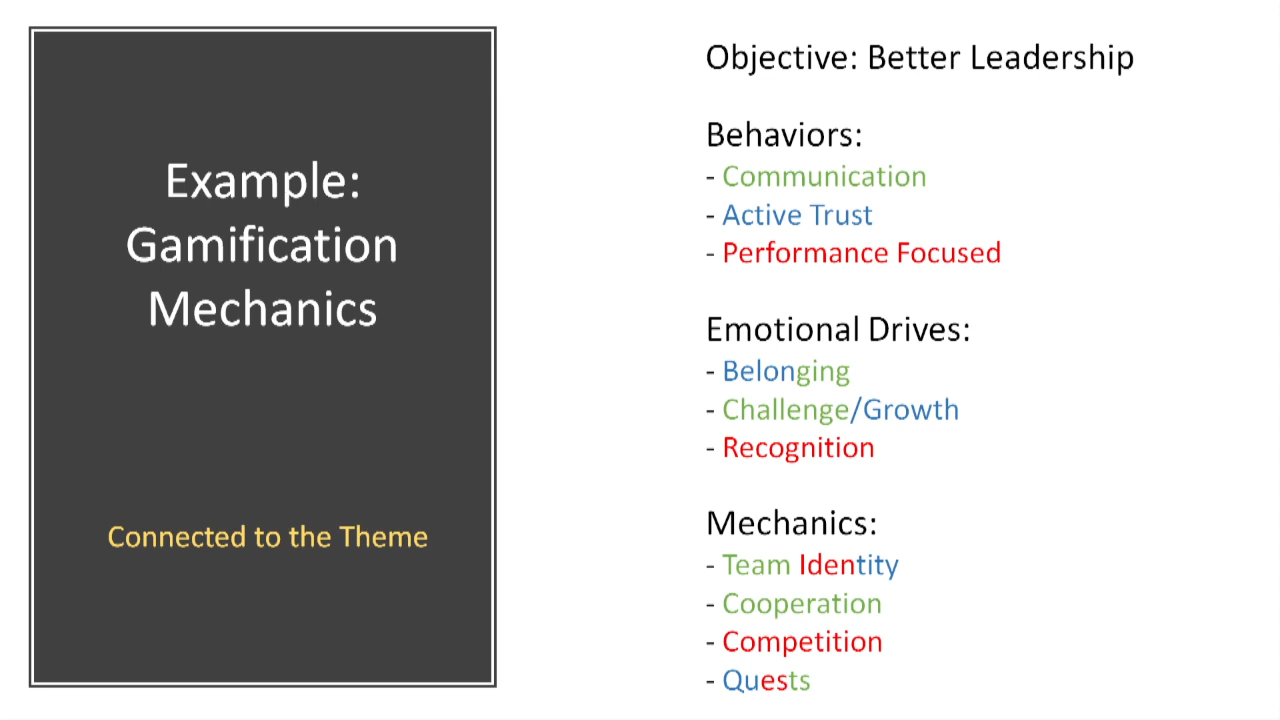 Example:
Gamification
Mechanics
Connected to the Theme
Objective: Better Leadership
Behaviors:
- Communication
- Active Trust
- Performance Focused
Emotional Drives:
- Belonging
- Challenge/Growth
- Recognition
Mechanics:
- Team Identity
- Cooperation
- Competition
- Quests